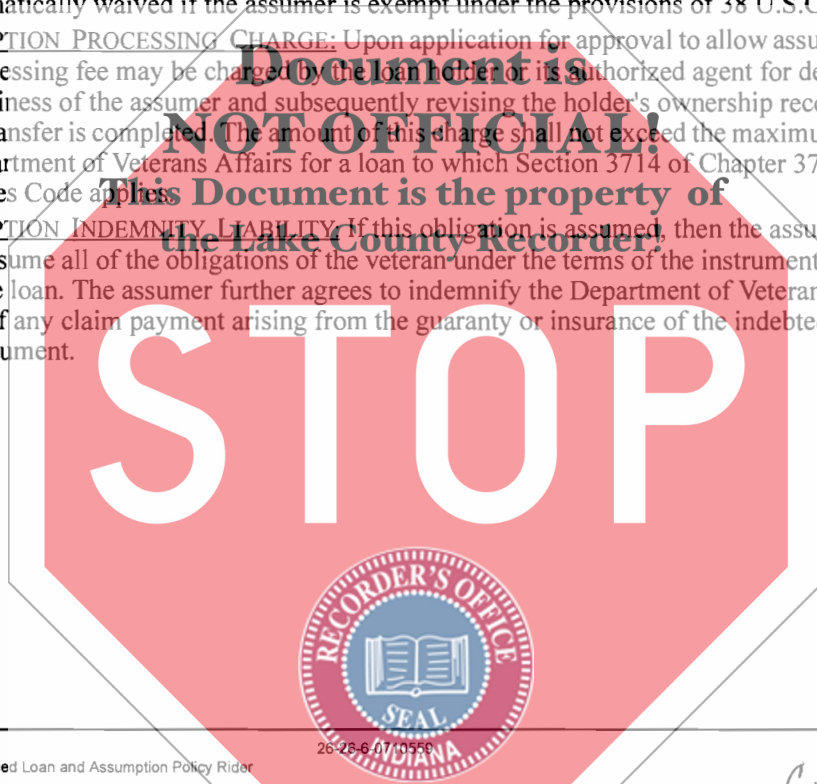 natically waived if the assumer is exempt under the provisions of 38 U.S.C
PTION PROCESSING CHARGE: Upon application for approval to allow assu
essing fee may be charged by the loan holder or its authorized agent for de
iness of the assumer and subsequently revising the holder's ownership reco
ansfer is completed. The amount of this charge shall not exceed the maximu
artment of Veterans Affairs for a loan to which Section 3714 of Chapter 37
es Code applies.
PTION INDEMNITY LIABILITY: If this obligation is assumed, then the assu
sume all of the obligations of the veteran under the terms of the instrument
e loan. The assumer further agrees to indemnify the Department of Veteran
f any claim payment arising from the guaranty or insurance of the indebte
ument.
Document is
NOT OFFICIAL!
This Document is the property of
the Lake County Recorder!
STOP
RECORDER'S OFFICE
SEAL
INDIANA
26-26-6-0710559
ed Loan and Assumption Policy Rider